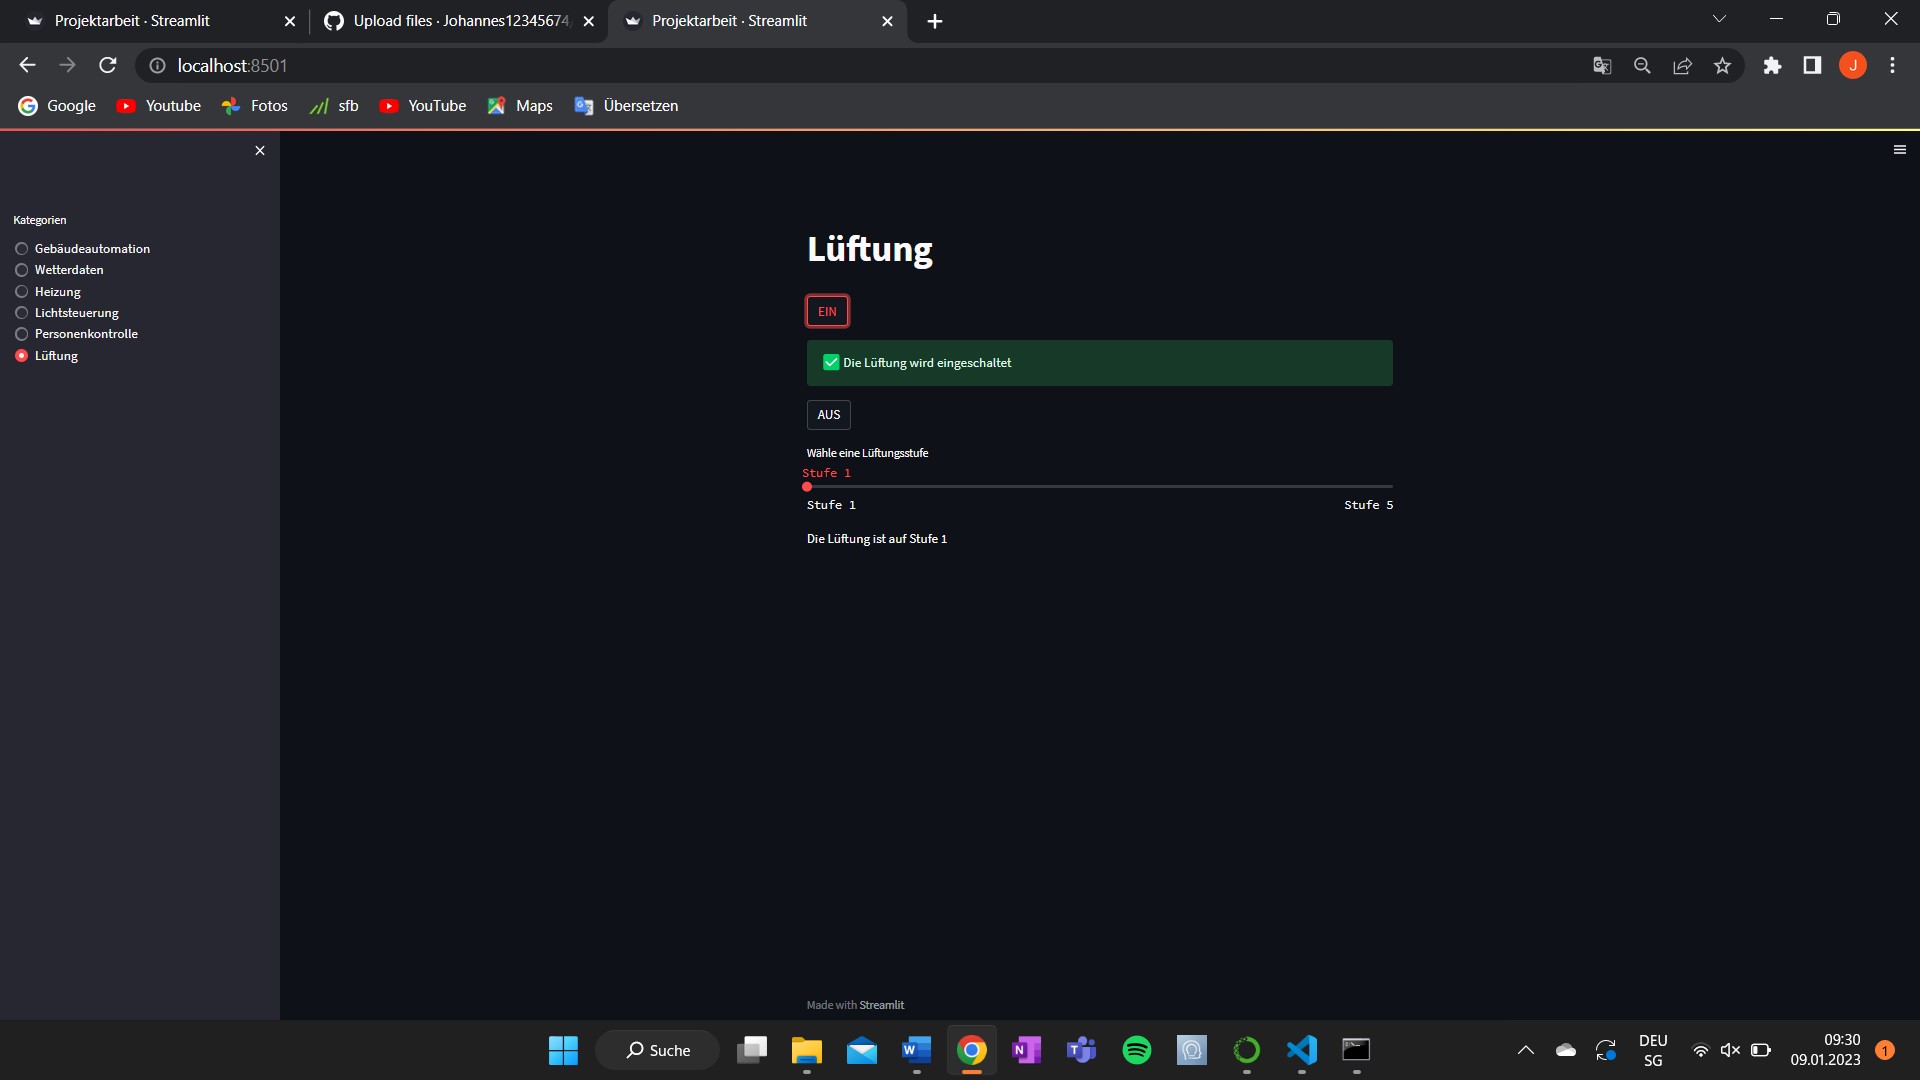 Projektarbeit · Streamlit
Upload files · Johannes12345674
Projektarbeit · Streamlit
localhost:8501
J
Google
Youtube
Fotos
sfb
YouTube
Maps
Übersetzen
Kategorien
Gebäudeautomation
Wetterdaten
Heizung
Lichtsteuerung
Personenkontrolle
Lüftung
Lüftung
EIN
Die Lüftung wird eingeschaltet
AUS
Wähle eine Lüftungsstufe
Stufe 1
Stufe 1
Stufe 5
Die Lüftung ist auf Stufe 1
Made with Streamlit
Suche
DEU
SG
09:30
09.01.2023
1